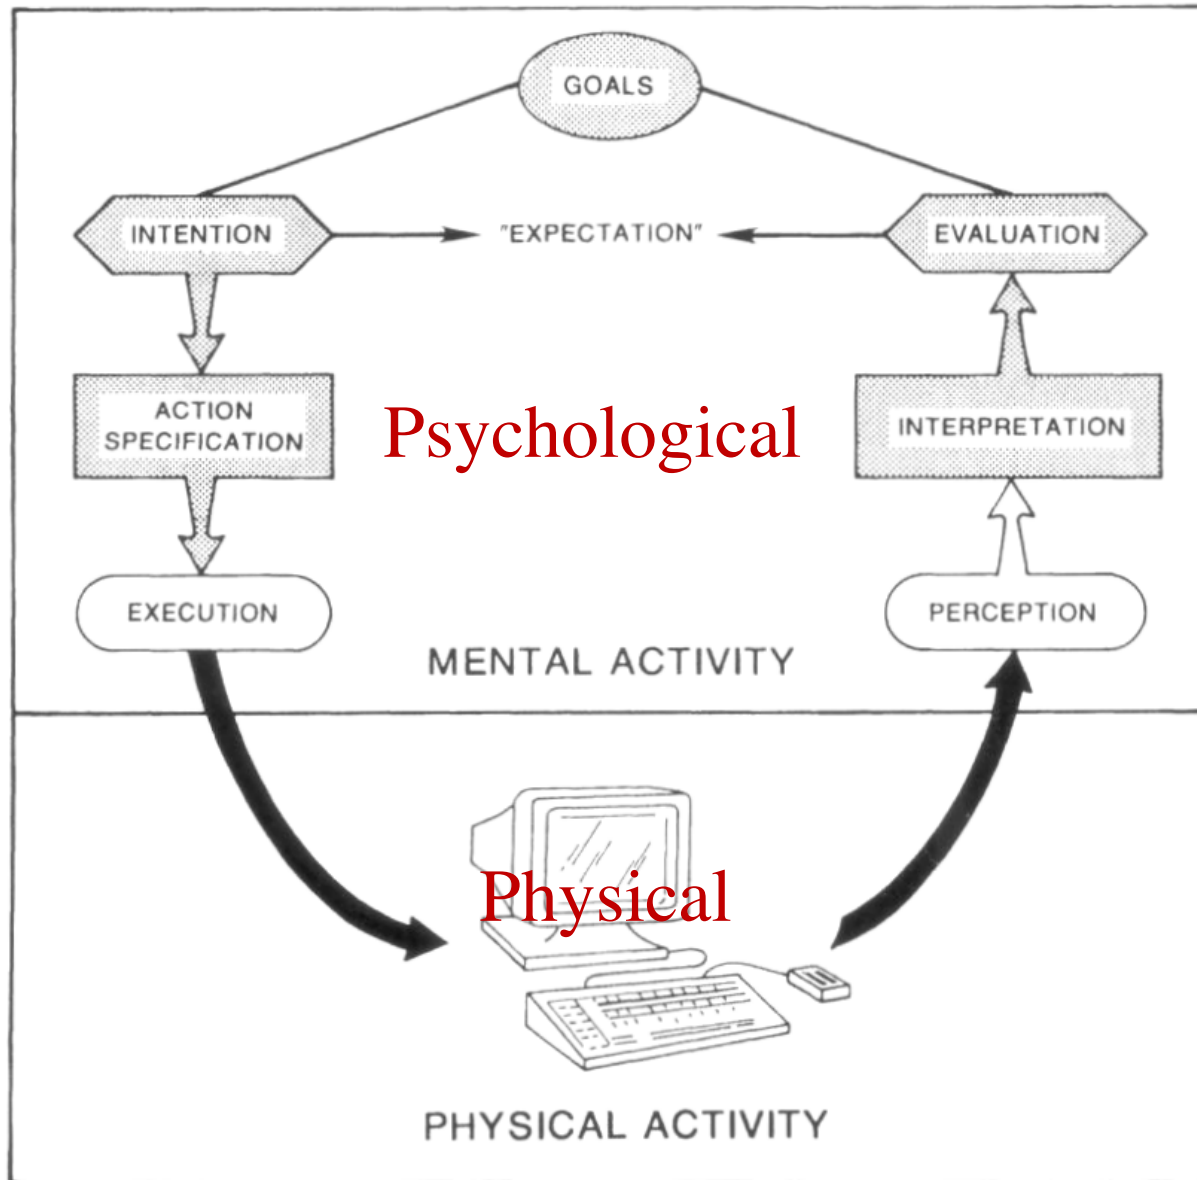 GOALS
INTENTION
"EXPECTATION"
EVALUATION
ACTION
SPECIFICATION
Psychological
INTERPRETATION
EXECUTION
PERCEPTION
MENTAL ACTIVITY
Physical
PHYSICAL ACTIVITY